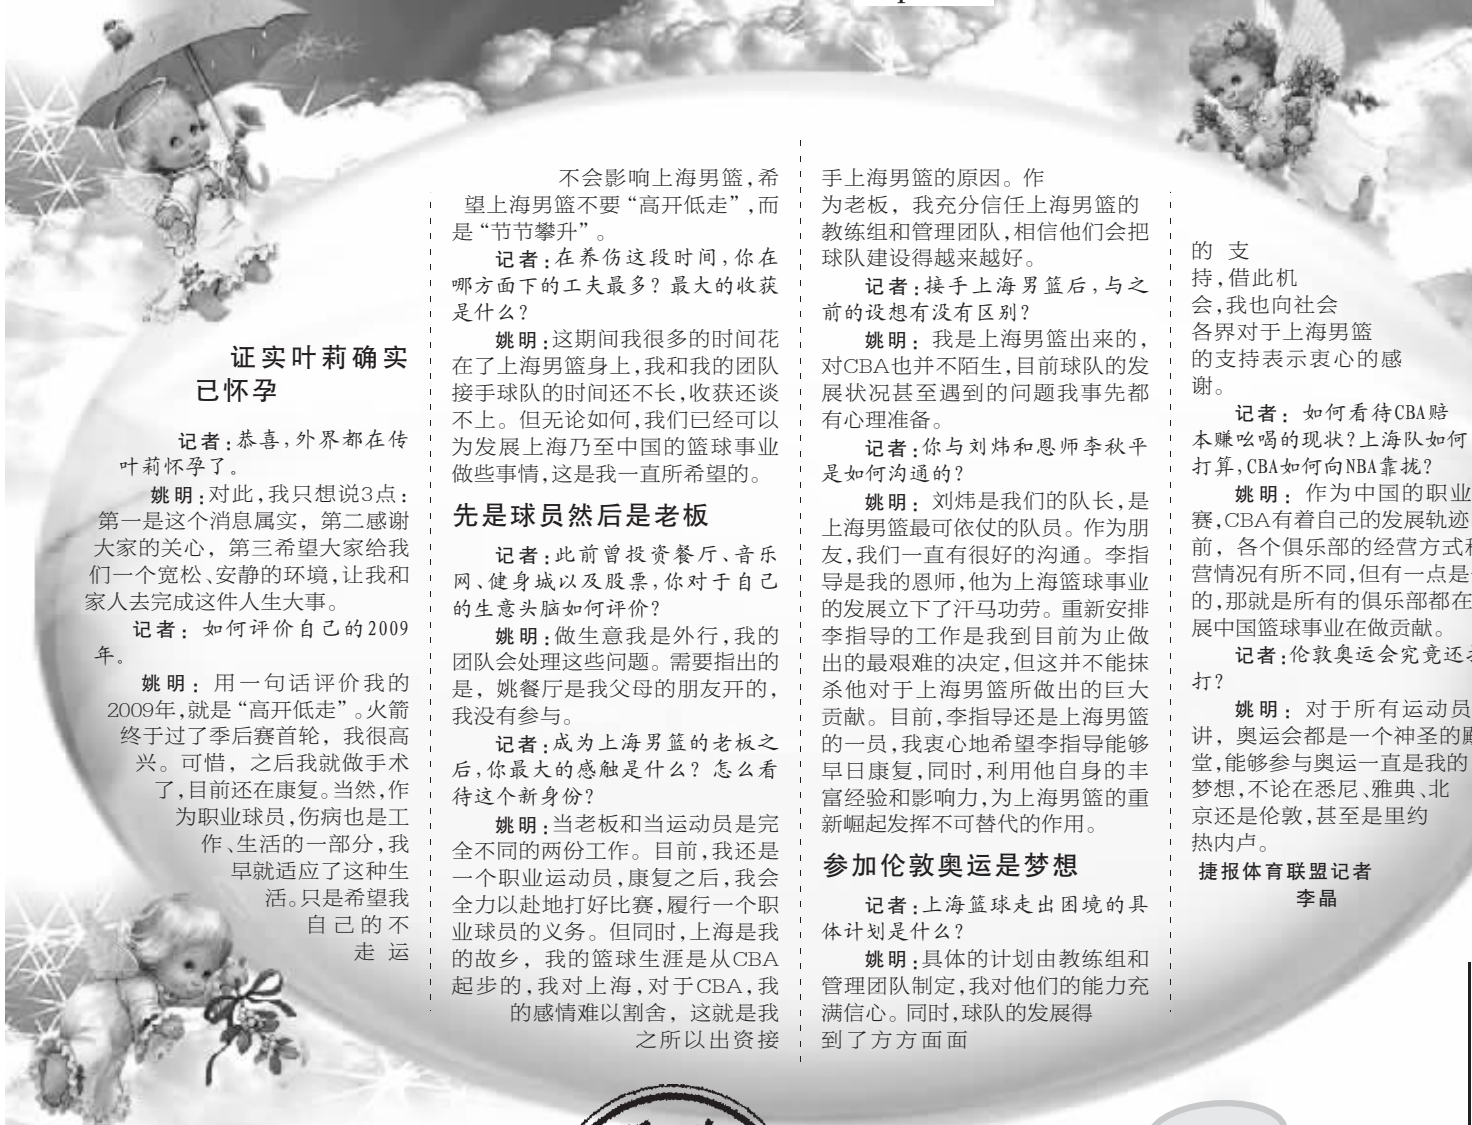 证实叶莉确实
已怀孕
记者：恭喜，外界都在传
叶莉怀孕了。
姚明：对此，我只想说3点：
第一是这个消息属实，第二感谢
大家的关心，第三希望大家给我
们一个宽松、安静的环境，让我和
家人去完成这件人生大事。
记者：如何评价自己的2009
年。
姚明：用一句话评价我的
2009年，就是“高开低走”。火箭
终于过了季后赛首轮，我很高
兴。可惜，之后我就做手术
了，目前还在康复。当然，作
为职业球员，伤病也是工
作、生活的一部分，我
早就适应了这种生
活。只是希望我
自己的不
走运
不会影响上海男篮，希
望上海男篮不要“高开低走”，而
是“节节攀升”。
记者：在养伤这段时间，你在
哪方面下的工夫最多？最大的收获
是什么？
姚明：这期间我很多的时间花
在了上海男篮身上，我和我的团队
接手球队的时间还不长，收获还谈
不上。但无论如何，我们已经可以
为发展上海乃至中国的篮球事业
做些事情，这是我一直所希望的。
先是球员然后是老板
记者：此前曾投资餐厅、音乐
网、健身城以及股票，你对于自己
的生意头脑如何评价？
姚明：做生意我是外行，我的
团队会处理这些问题。需要指出的
是，姚餐厅是我父母的朋友开的，
我没有参与。
记者：成为上海男篮的老板之
后，你最大的感触是什么？怎么看
待这个新身份？
姚明：当老板和当运动员是完
全不同的两份工作。目前，我还是
一个职业运动员，康复之后，我会
全力以赴地打好比赛，履行一个职
业球员的义务。但同时，上海是我
的故乡，我的篮球生涯是从CBA
起步的，我对上海，对于CBA，我
的感情难以割舍，这就是我
之所以出资接
手上海男篮的原因。作
为老板，我充分信任上海男篮的
教练组和管理团队，相信他们会把
球队建设得越来越好。
记者：接手上海男篮后，与之
前的设想有没有区别？
姚明：我是上海男篮出来的，
对CBA也并不陌生，目前球队的发
展状况甚至遇到的问题我事先都
有心理准备。
记者：你与刘炜和恩师李秋平
是如何沟通的？
姚明：刘炜是我们的队长，是
上海男篮最可依仗的队员。作为朋
友，我们一直有很好的沟通。李指
导是我的恩师，他为上海篮球事业
的发展立下了汗马功劳。重新安排
李指导的工作是我到目前为止做
出的最艰难的决定，但这并不能抹
杀他对于上海男篮所做出的巨大
贡献。目前，李指导还是上海男篮
的一员，我衷心地希望李指导能够
早日康复，同时，利用他自身的丰
富经验和影响力，为上海男篮的重
新崛起发挥不可替代的作用。
参加伦敦奥运是梦想
记者：上海篮球走出困境的具
体计划是什么？
姚明：具体的计划由教练组和
管理团队制定，我对他们的能力充
满信心。同时，球队的发展得
到了方方面面
的支
持，借此机
会，我也向社会
各界对于上海男篮
的支持表示衷心的感
谢。
记者：如何看待CBA赔
本赚吆喝的现状？上海队如何
打算，CBA如何向NBA靠拢？
姚明：作为中国的职业
赛，CBA有着自己的发展轨迹
前，各个俱乐部的经营方式
营情况有所不同，但有一点是
的，那就是所有的俱乐部都在
展中国篮球事业在做贡献。
记者：伦敦奥运会究竟还
打？
姚明：对于所有运动员
讲，奥运会都是一个神圣的殿
堂，能够参与奥运一直是我的
梦想，不论在悉尼、雅典、北
京还是伦敦，甚至是里约
热内卢。
捷报体育联盟记者
李晶